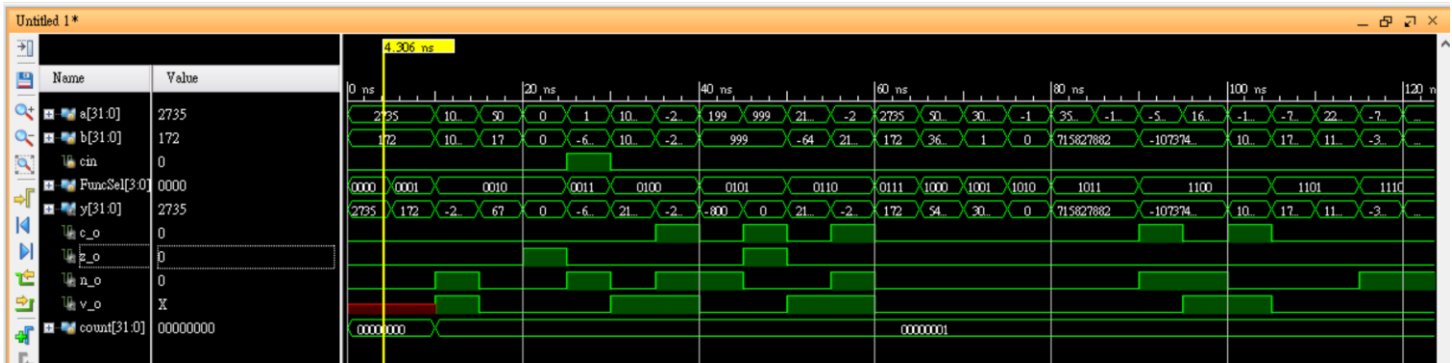 Untitled 1*
4.306 ns
Name Value
0 ns 20 ns 40 ns 60 ns 80 ns 100 ns 120 n
a[31:0] 2735 2735 10... 50 0 1 10... -2... 199 999 21... -2 2735 50... 30... -1 35... -1... -5... 16... -1... -7... 22... -7... ...
b[31:0] 172 172 10... 17 0 -6... 10... -2... 999 -64 21... 172 36... 1 0 715827882 -107374... 10... 17... 11... -3... ...
cin 0
FuncSel[3:0] 0000 0000 0001 0010 0011 0100 0101 0110 0111 1000 1001 1010 1011 1100 1101 1110
y[31:0] 2735 2735 172 -2... 67 0 -6... 21... -2... -800 0 21... -2... 172 54... 30... 0 715827882 -107374... 10... 17... 11... -3... ...
c_o 0
z_o 0
n_o 0
v_o X
count[31:0] 00000000 00000000 00000001